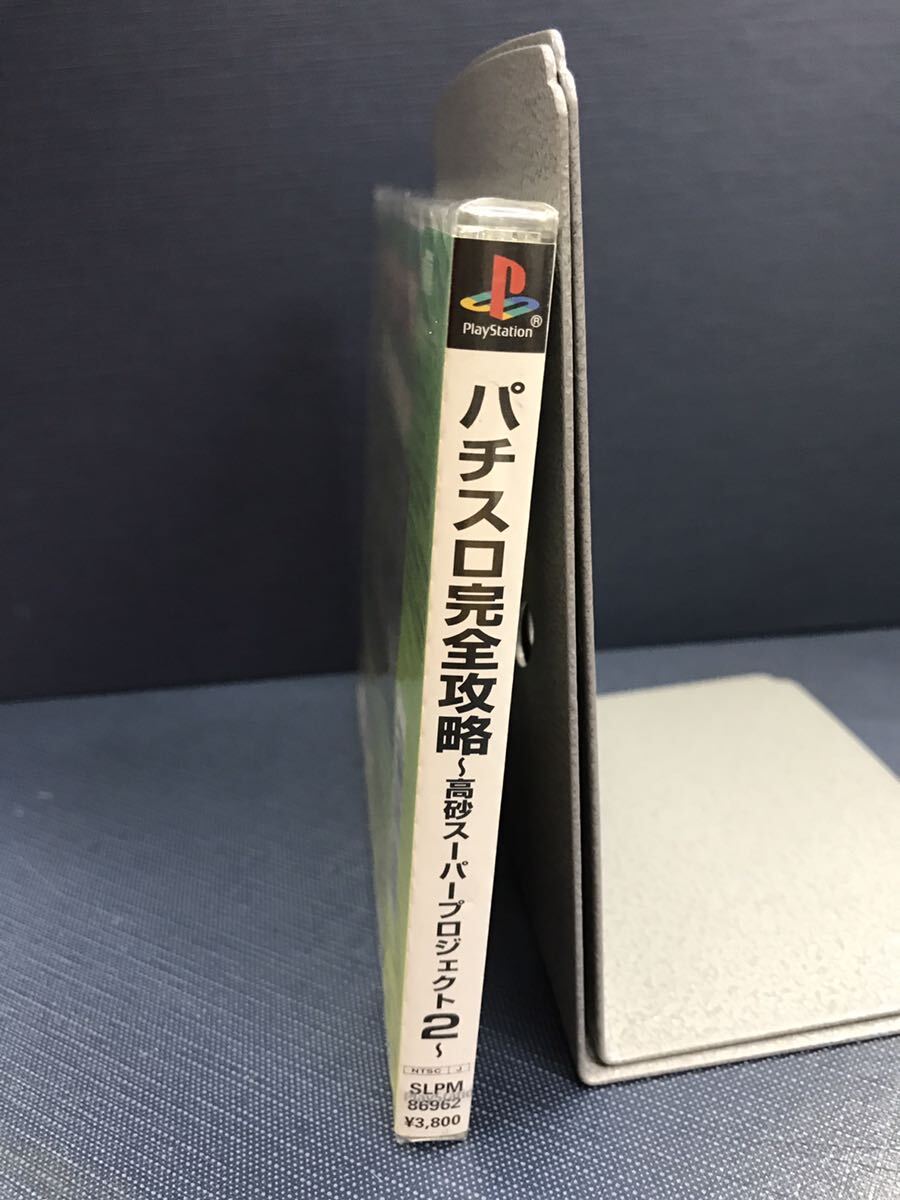 PlayStation®
パチスロ完全攻略
～高砂スーパープロジェクト2～
NTSC J
SLPM
86962
¥3,800